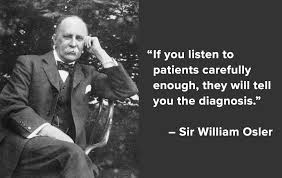 “If you listen to
patients carefully
enough, they will tell
you the diagnosis.”
– Sir William Osler